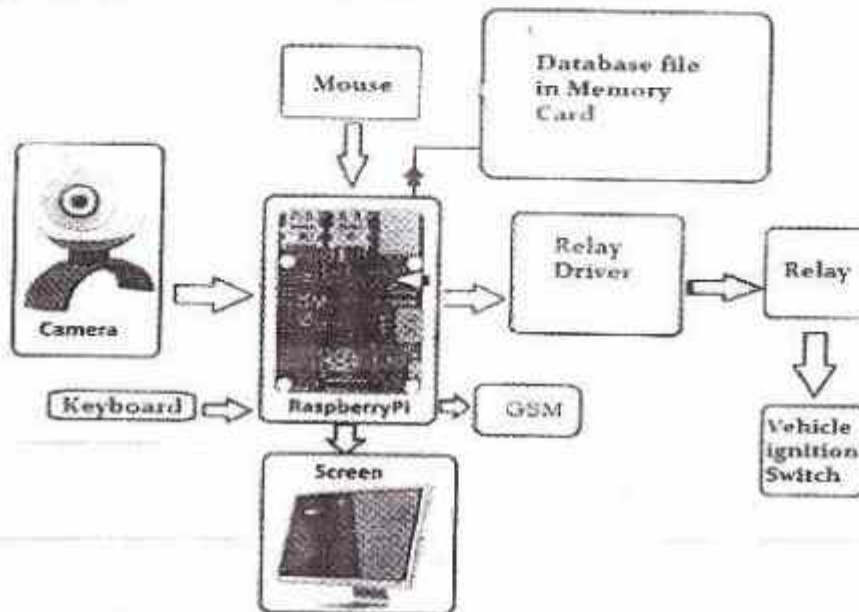 Mouse
Database file
in Memory
Card
Camera
Relay
Driver
Relay
Keyboard
RaspberryPi
GSM
Vehicle
ignition
Switch
Screen